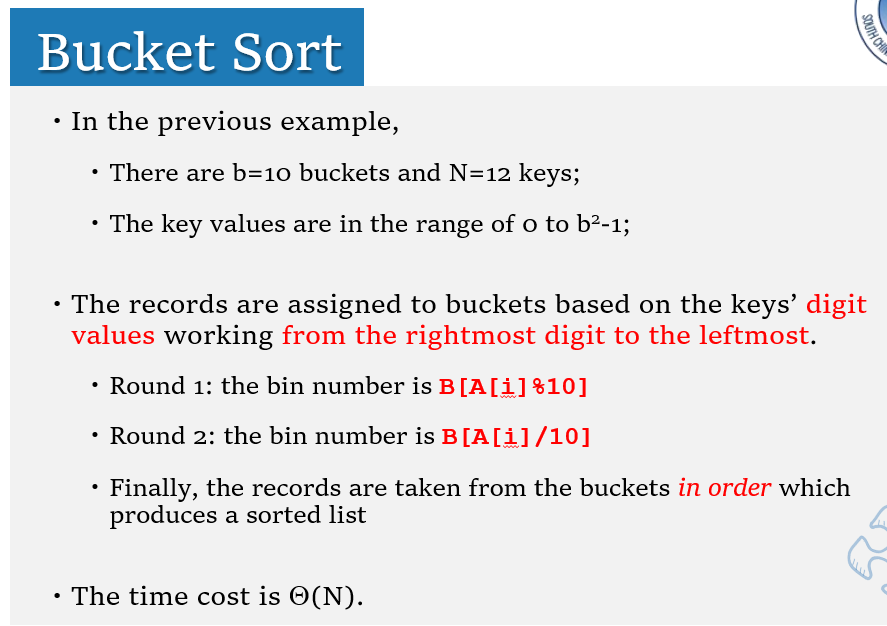 Bucket Sort
SOUTH CHIN
• In the previous example,
• There are b=10 buckets and N=12 keys;
• The key values are in the range of 0 to b²-1;
• The records are assigned to buckets based on the keys’ digit
values working from the rightmost digit to the leftmost.
• Round 1: the bin number is B[A[i]%10]
• Round 2: the bin number is B[A[i]/10]
• Finally, the records are taken from the buckets in order which
produces a sorted list
• The time cost is Θ(N).